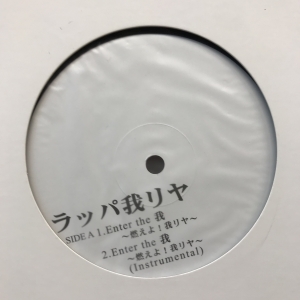 ラッパ我リヤ
SIDE A 1.Enter the 我
～燃えよ！我リヤ～
2.Enter the 我
～燃えよ！我リヤ～
(Instrumental)